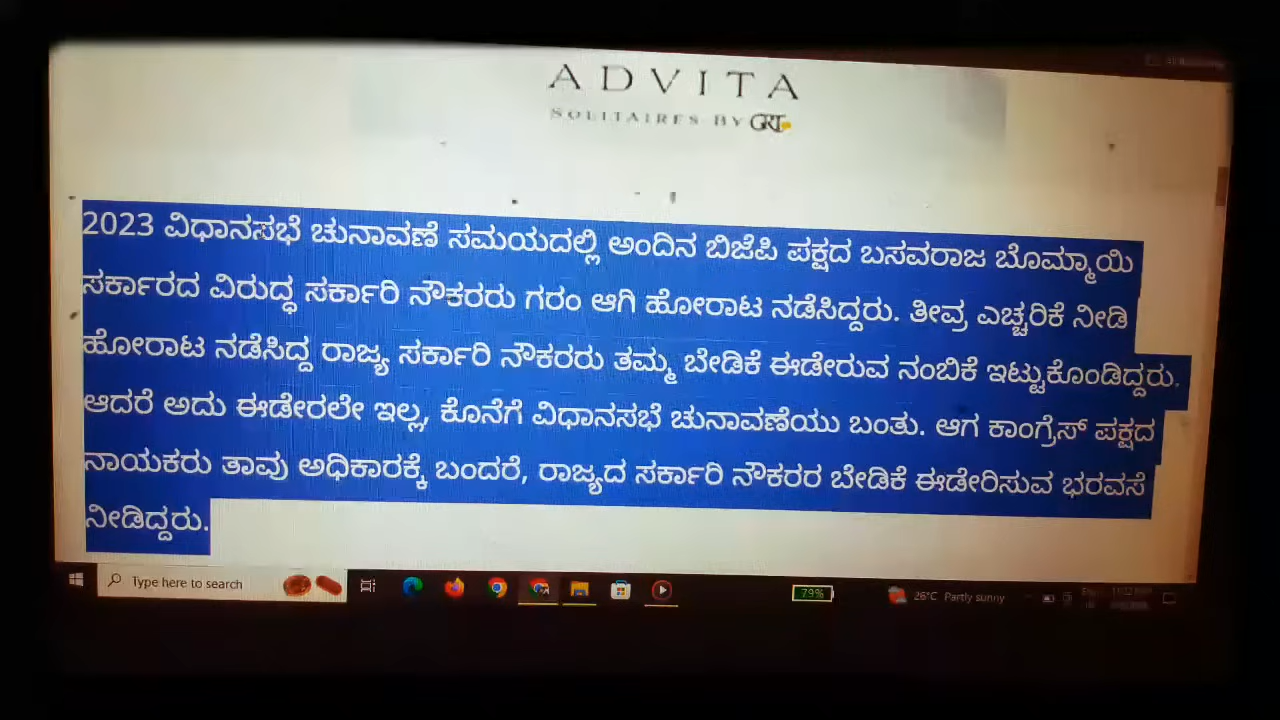 ADVITA
SOLITAIRES BY GRT
2023 ವಿಧಾನಸಭೆ ಚುನಾವಣೆ ಸಮಯದಲ್ಲಿ ಅಂದಿನ ಬಿಜೆಪಿ ಪಕ್ಷದ ಬಸವರಾಜ ಬೊಮ್ಮಾಯಿ
ಸರ್ಕಾರದ ವಿರುದ್ಧ ಸರ್ಕಾರಿ ನೌಕರರು ಗರಂ ಆಗಿ ಹೋರಾಟ ನಡೆಸಿದ್ದರು. ತೀವ್ರ ಎಚ್ಚರಿಕೆ ನೀಡಿ
ಹೋರಾಟ ನಡೆಸಿದ್ದ ರಾಜ್ಯ ಸರ್ಕಾರಿ ನೌಕರರು ತಮ್ಮ ಬೇಡಿಕೆ ಈಡೇರುವ ನಂಬಿಕೆ ಇಟ್ಟುಕೊಂಡಿದ್ದರು.
ಆದರೆ ಅದು ಈಡೇರಲೇ ಇಲ್ಲ, ಕೊನೆಗೆ ವಿಧಾನಸಭೆ ಚುನಾವಣೆಯು ಬಂತು. ಆಗ ಕಾಂಗ್ರೆಸ್ ಪಕ್ಷದ
ನಾಯಕರು ತಾವು ಅಧಿಕಾರಕ್ಕೆ ಬಂದರೆ, ರಾಜ್ಯದ ಸರ್ಕಾರಿ ನೌಕರರ ಬೇಡಿಕೆ ಈಡೇರಿಸುವ ಭರವಸೆ
ನೀಡಿದ್ದರು.
Type here to search 79% 26°C Partly sunny